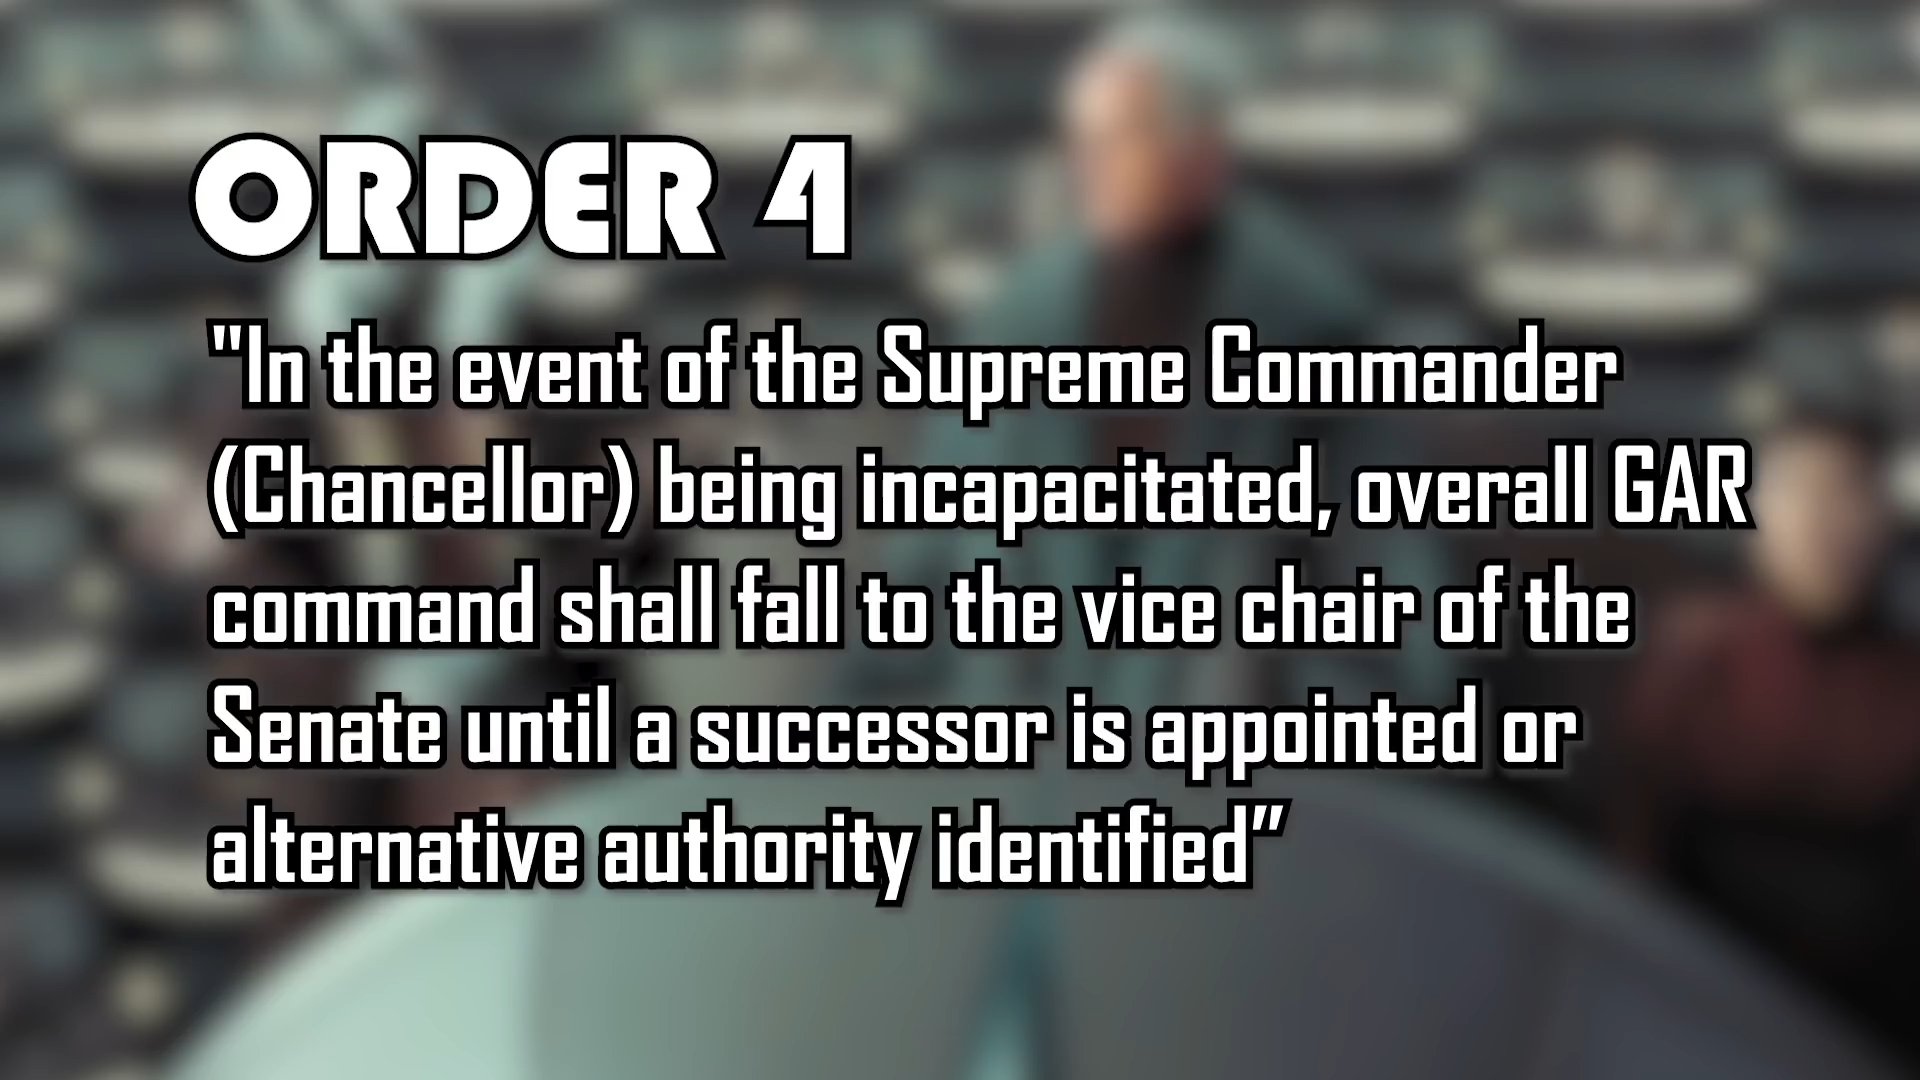 ORDER 4
"In the event of the Supreme Commander
(Chancellor) being incapacitated, overall GAR
command shall fall to the vice chair of the
Senate until a successor is appointed or
alternative authority identified”